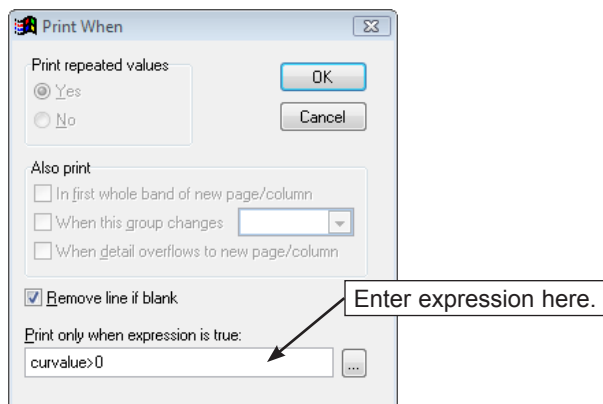 Print When
Print repeated values
Yes
No
OK
Cancel
Also print
In first whole band of new page/column
When this group changes
When detail overflows to new page/column
Remove line if blank
Enter expression here.
Print only when expression is true:
curvalue>0
...